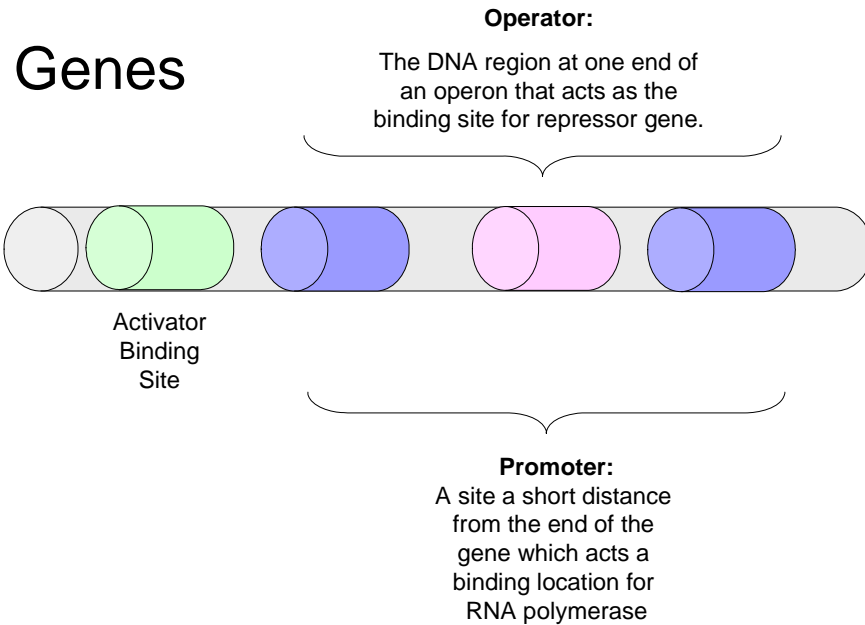 Genes
Operator:
The DNA region at one end of
an operon that acts as the
binding site for repressor gene.
Activator
Binding
Site
Promoter:
A site a short distance
from the end of the
gene which acts a
binding location for
RNA polymerase